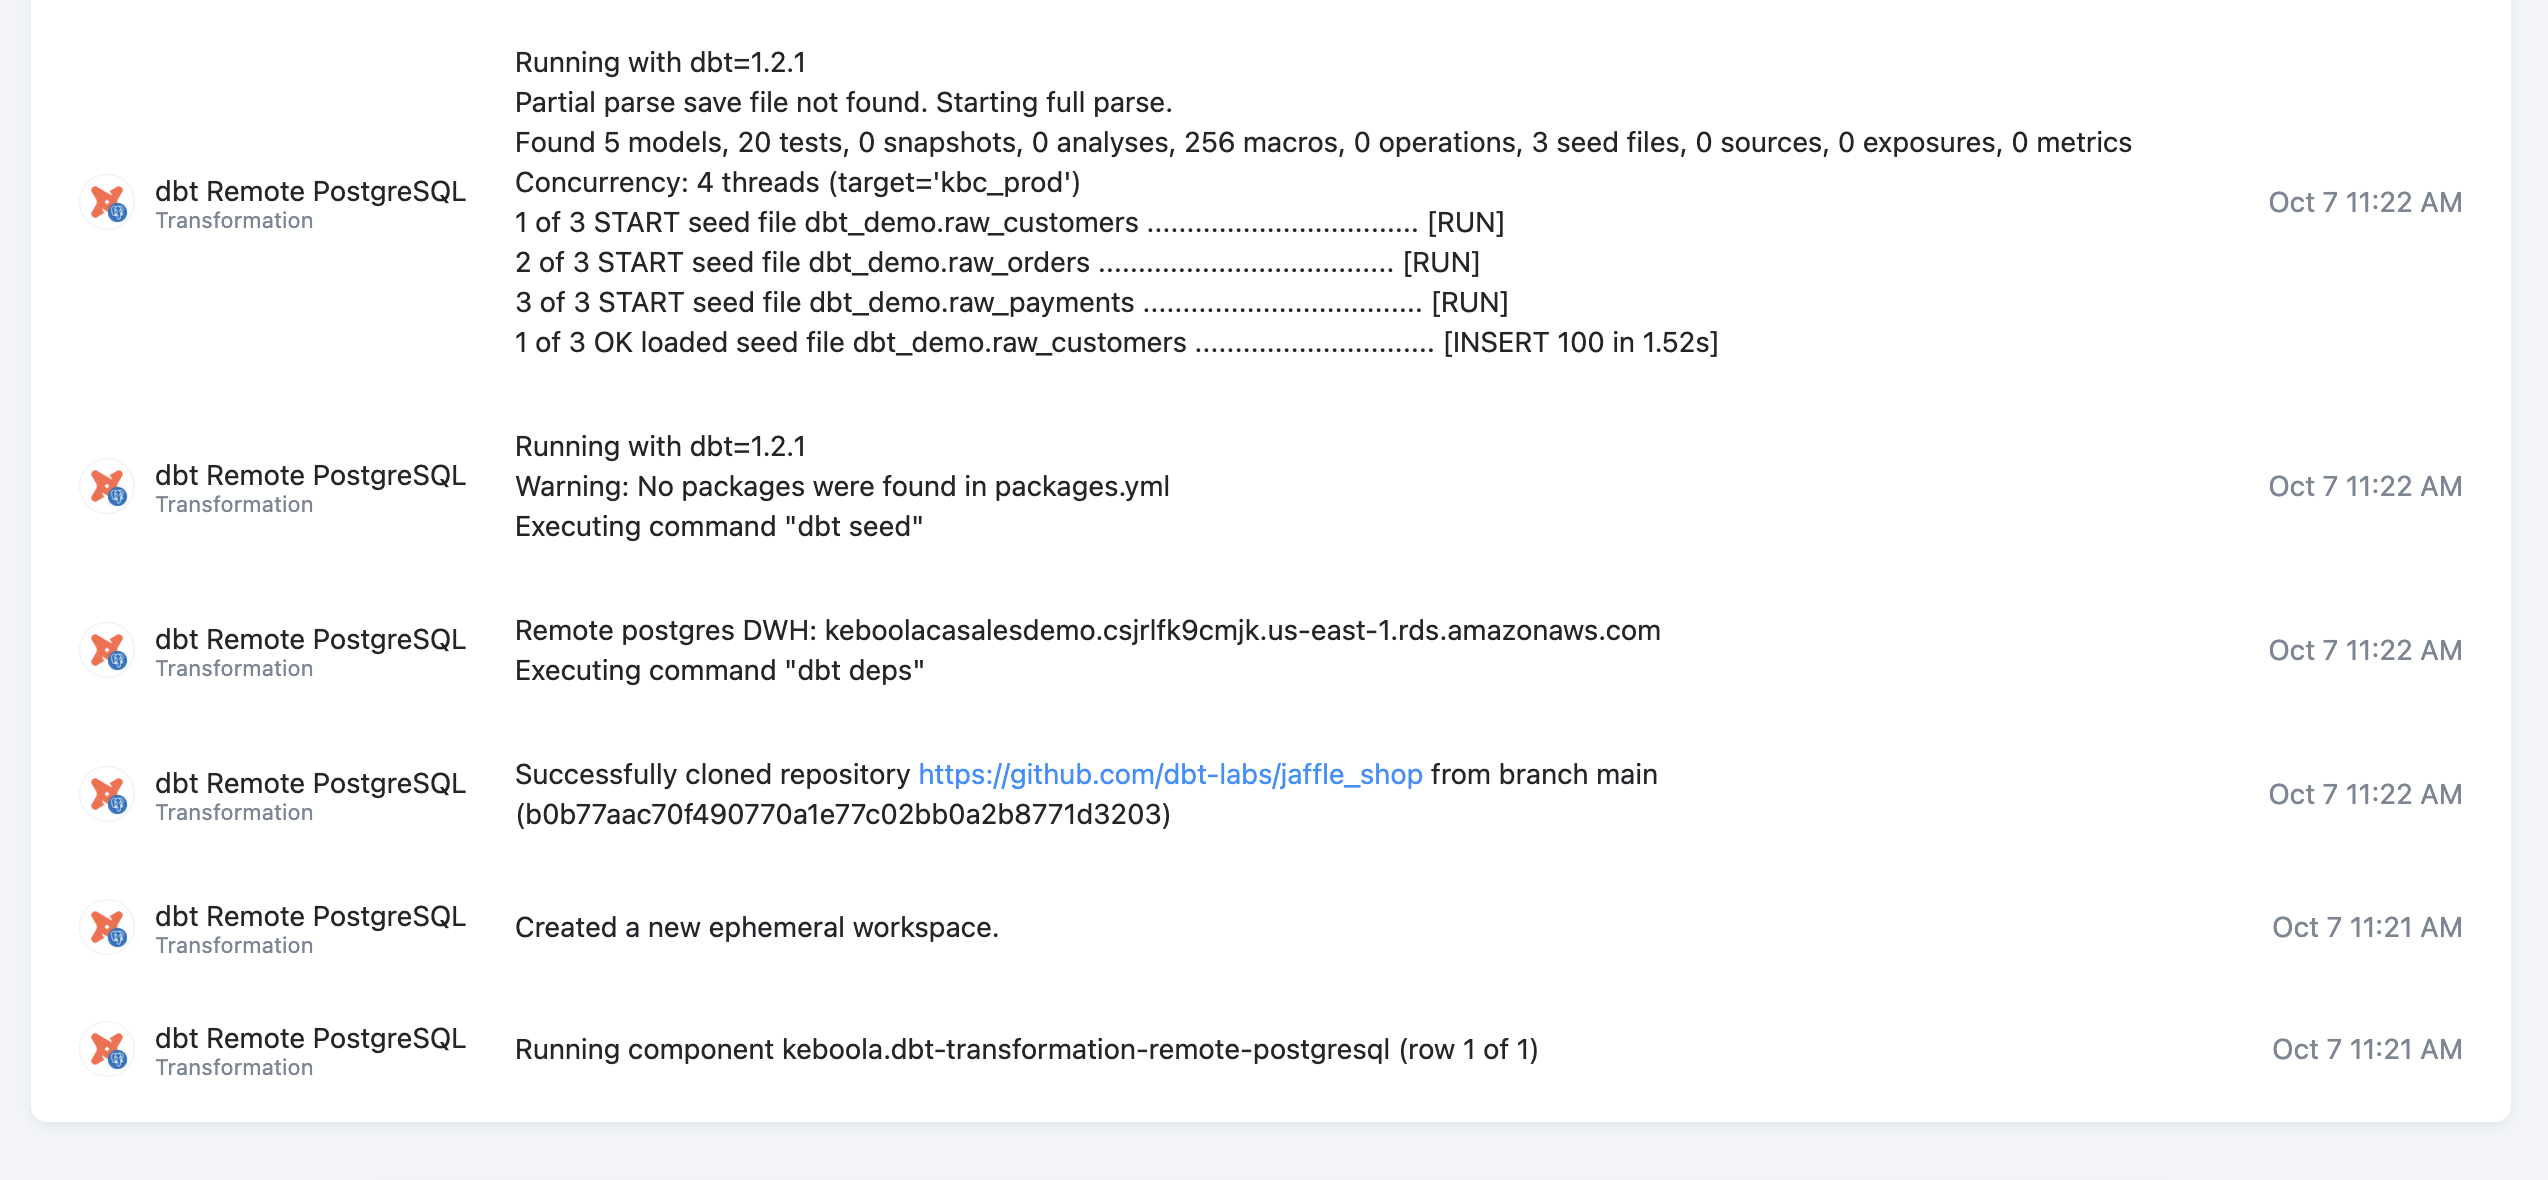 Running with dbt=1.2.1
Partial parse save file not found. Starting full parse.
Found 5 models, 20 tests, 0 snapshots, 0 analyses, 256 macros, 0 operations, 3 seed files, 0 sources, 0 exposures, 0 metrics
Concurrency: 4 threads (target='kbc_prod')
1 of 3 START seed file dbt_demo.raw_customers .................................. [RUN]
2 of 3 START seed file dbt_demo.raw_orders ..................................... [RUN]
3 of 3 START seed file dbt_demo.raw_payments ................................... [RUN]
1 of 3 OK loaded seed file dbt_demo.raw_customers .............................. [INSERT 100 in 1.52s]
dbt Remote PostgreSQL
Transformation
Oct 7 11:22 AM
Running with dbt=1.2.1
Warning: No packages were found in packages.yml
Executing command "dbt seed"
dbt Remote PostgreSQL
Transformation
Oct 7 11:22 AM
Remote postgres DWH: keboolacasalesdemo.csjrlfk9cmjk.us-east-1.rds.amazonaws.com
Executing command "dbt deps"
dbt Remote PostgreSQL
Transformation
Oct 7 11:22 AM
Successfully cloned repository https://github.com/dbt-labs/jaffle_shop from branch main
(b0b77aac70f490770a1e77c02bb0a2b8771d3203)
dbt Remote PostgreSQL
Transformation
Oct 7 11:22 AM
dbt Remote PostgreSQL
Transformation
Created a new ephemeral workspace.
Oct 7 11:21 AM
dbt Remote PostgreSQL
Transformation
Running component keboola.dbt-transformation-remote-postgresql (row 1 of 1)
Oct 7 11:21 AM